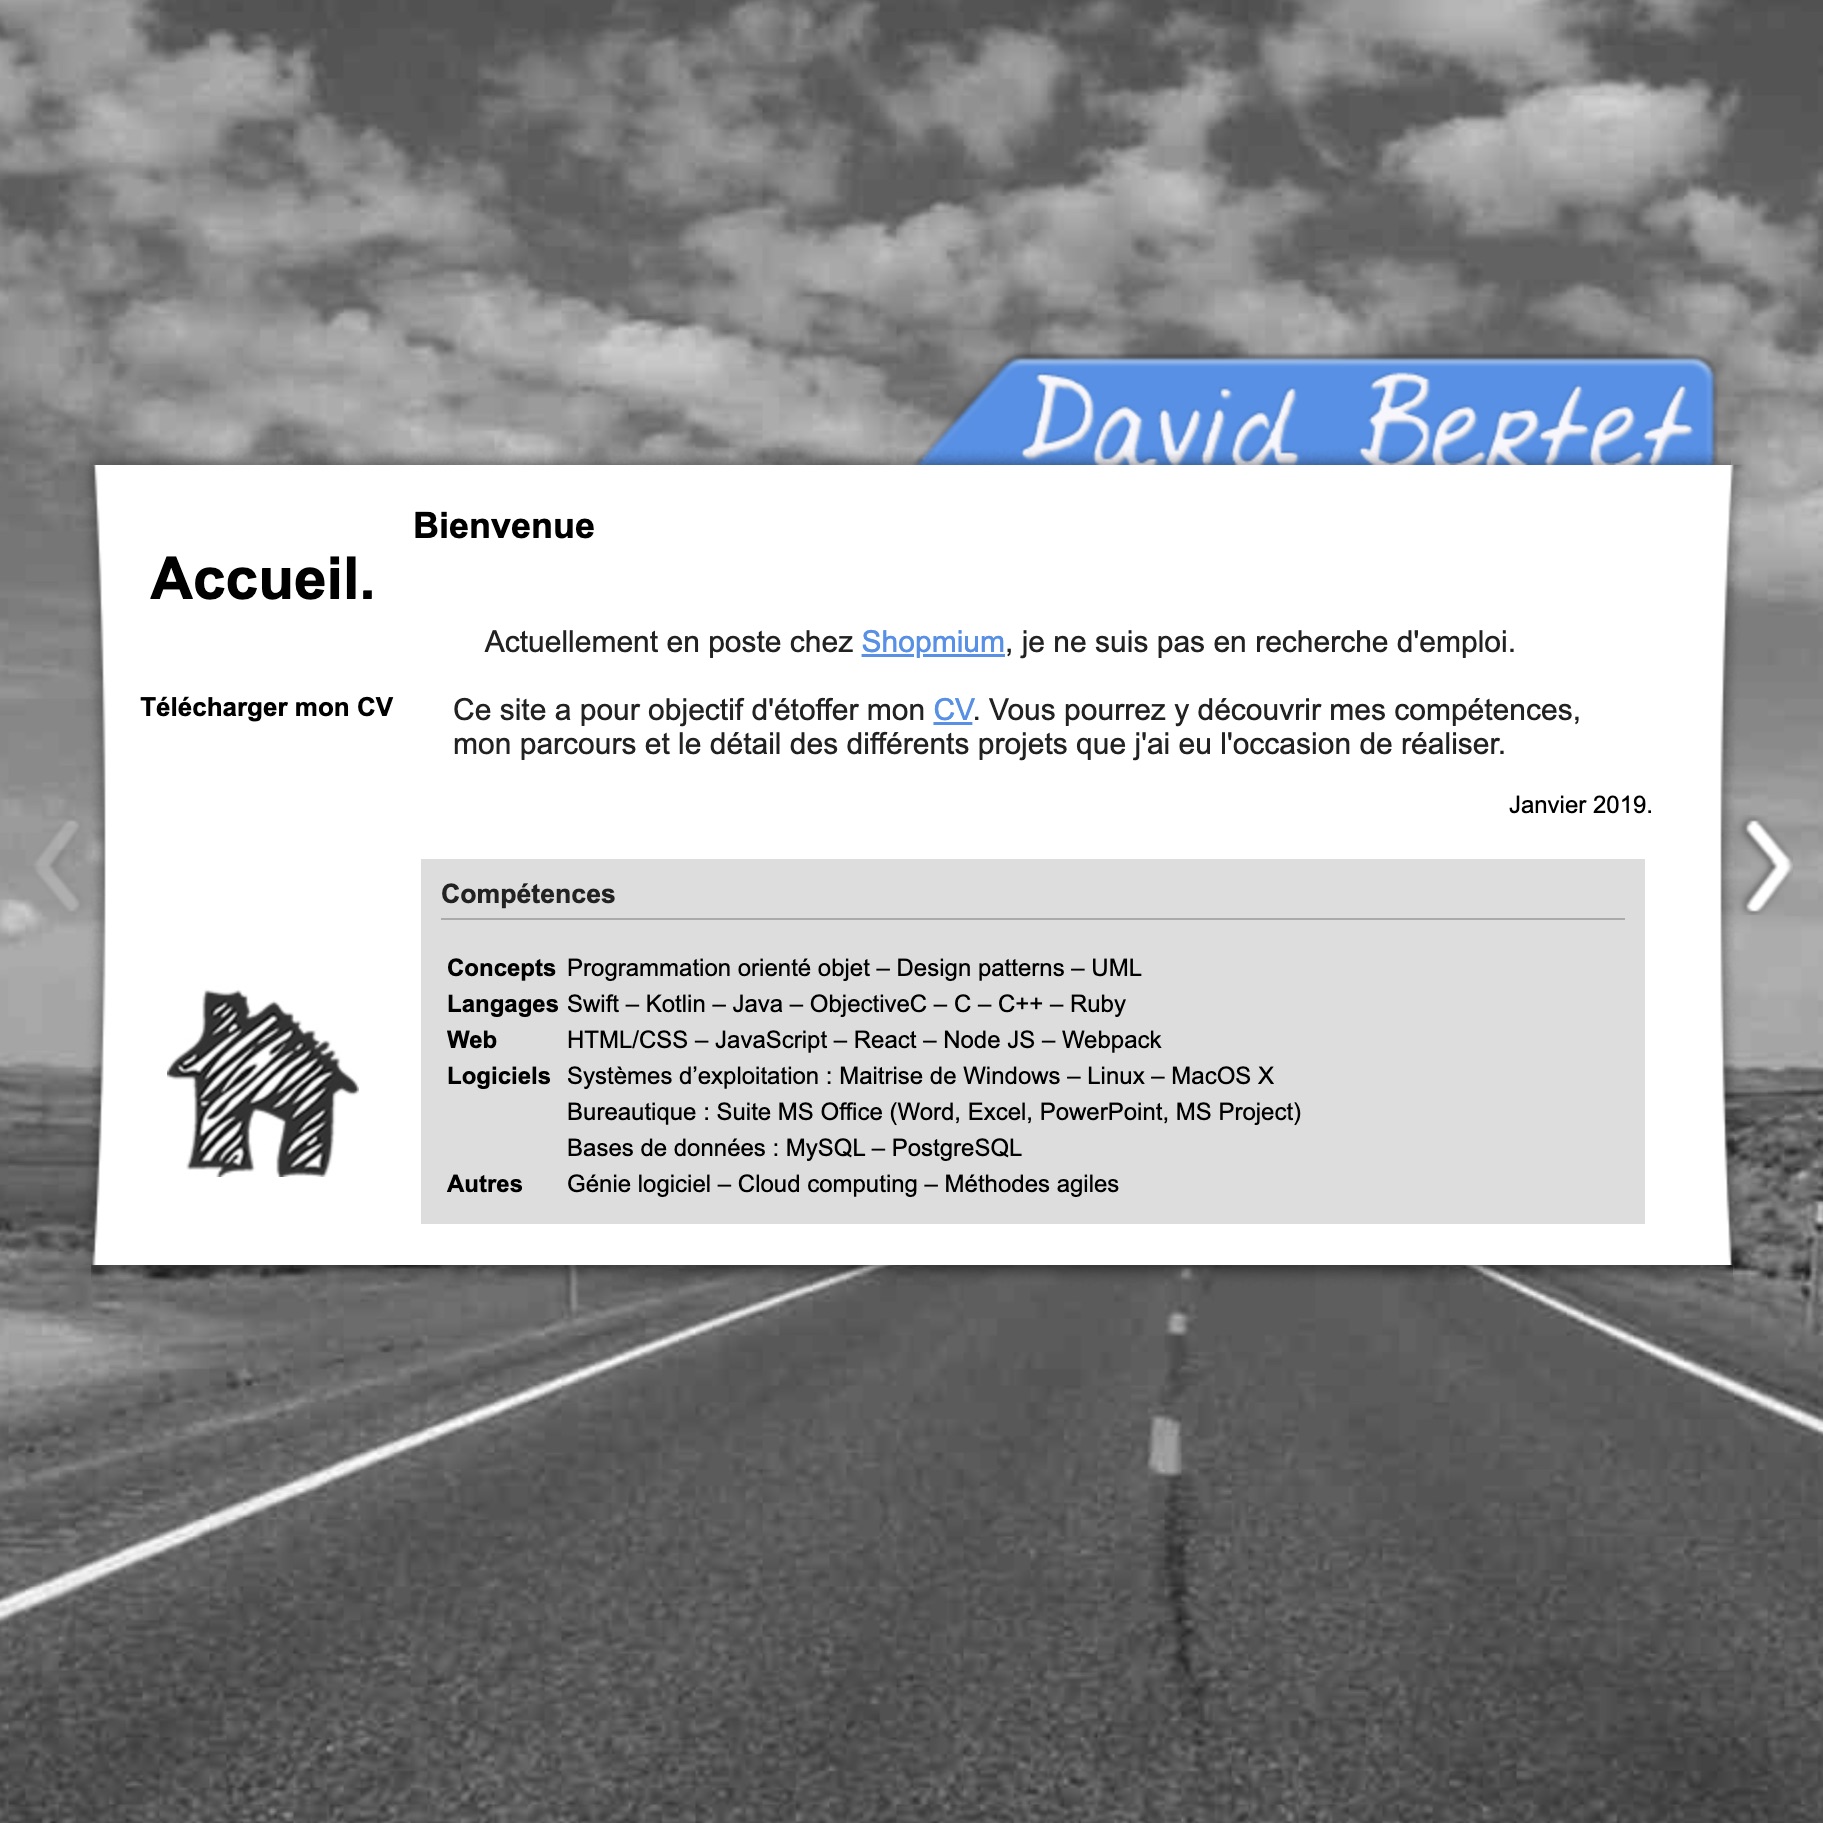 David Bertet
Bienvenue
Accueil.
Actuellement en poste chez Shopmium, je ne suis pas en recherche d'emploi.
Télécharger mon CV
Ce site a pour objectif d'étoffer mon CV. Vous pourrez y découvrir mes compétences,
mon parcours et le détail des différents projets que j'ai eu l'occasion de réaliser.
Janvier 2019.
Compétences
Concepts Programmation orienté objet – Design patterns – UML
Langages Swift – Kotlin – Java – ObjectiveC – C – C++ – Ruby
Web HTML/CSS – JavaScript – React – Node JS – Webpack
Logiciels Systèmes d’exploitation : Maitrise de Windows – Linux – MacOS X
Bureautique : Suite MS Office (Word, Excel, PowerPoint, MS Project)
Bases de données : MySQL – PostgreSQL
Autres Génie logiciel – Cloud computing – Méthodes agiles